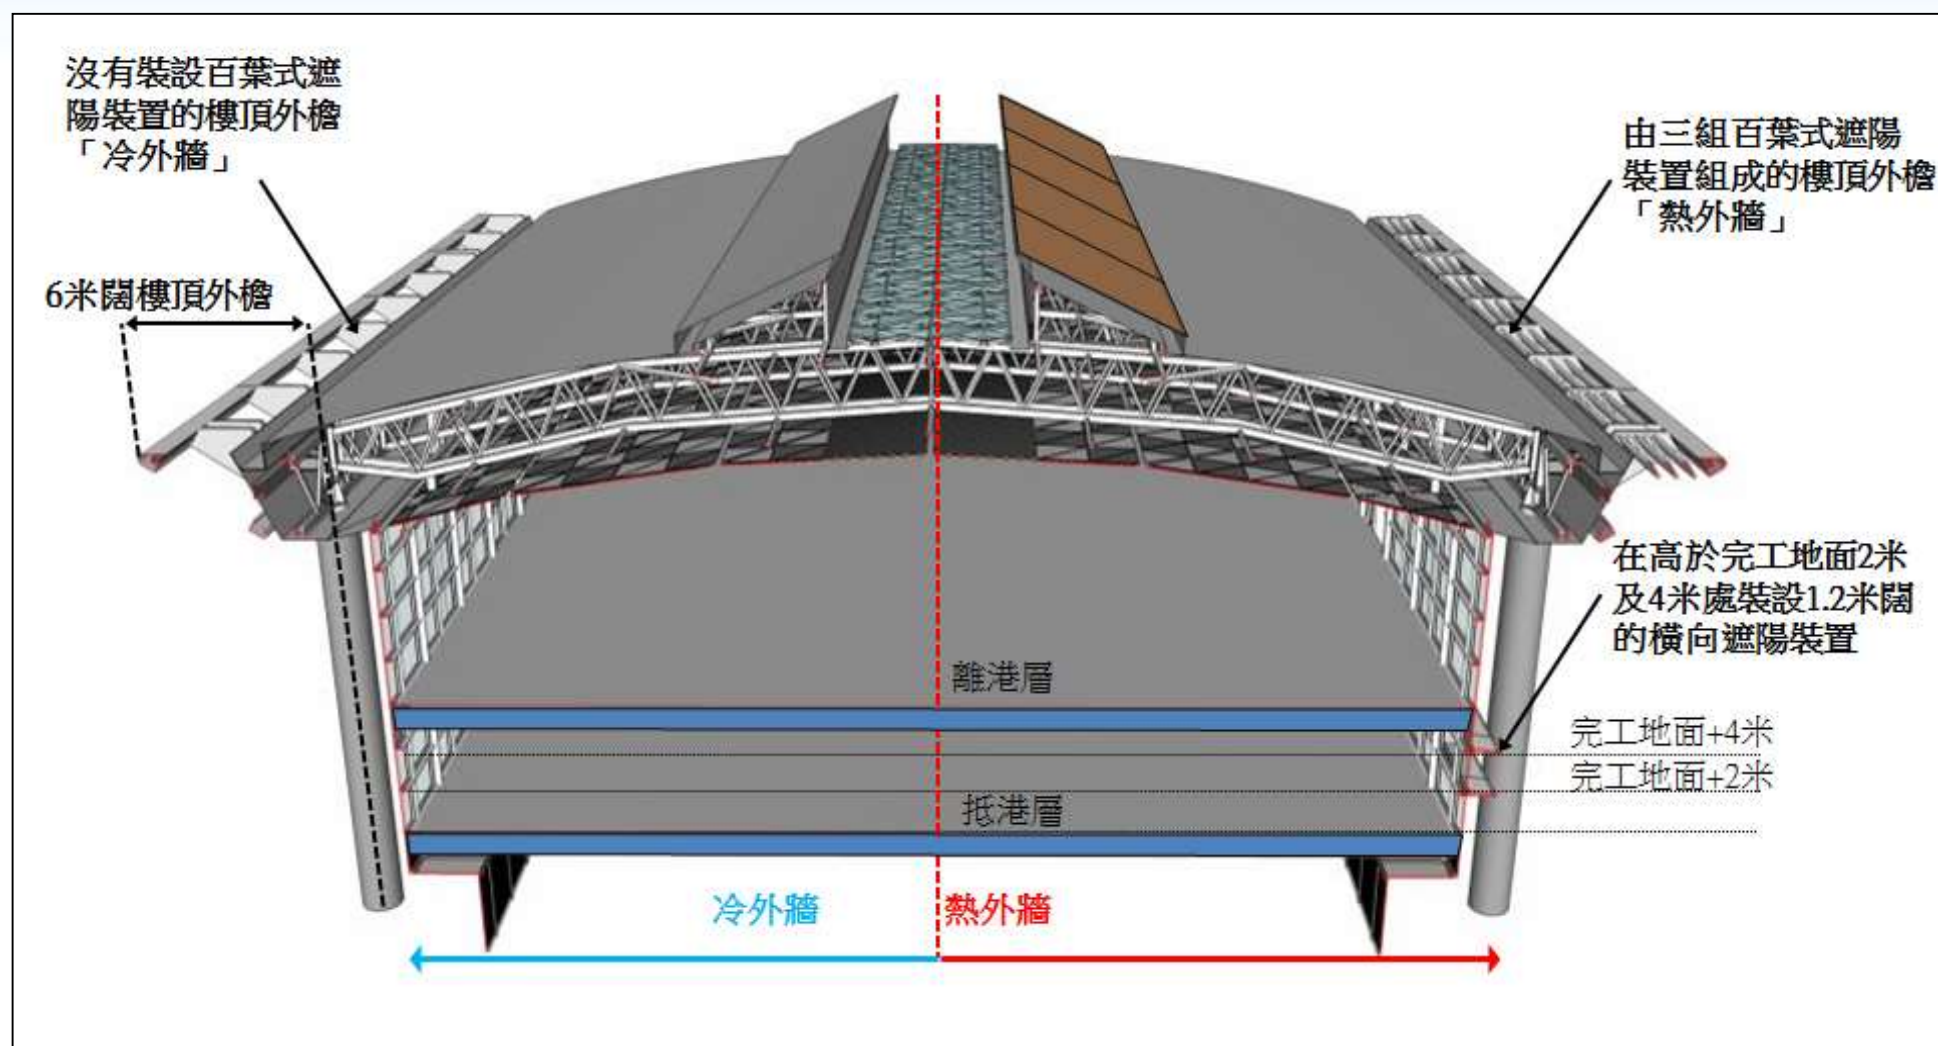 沒有裝設百葉式遮
陽裝置的樓頂外檐
「冷外牆」
由三組百葉式遮陽
裝置組成的樓頂外檐
「熱外牆」
6米闊樓頂外檐
在高於完工地面2米
及4米處裝設1.2米闊
的橫向遮陽裝置
離港層
完工地面+4米
完工地面+2米
抵港層
冷外牆
熱外牆